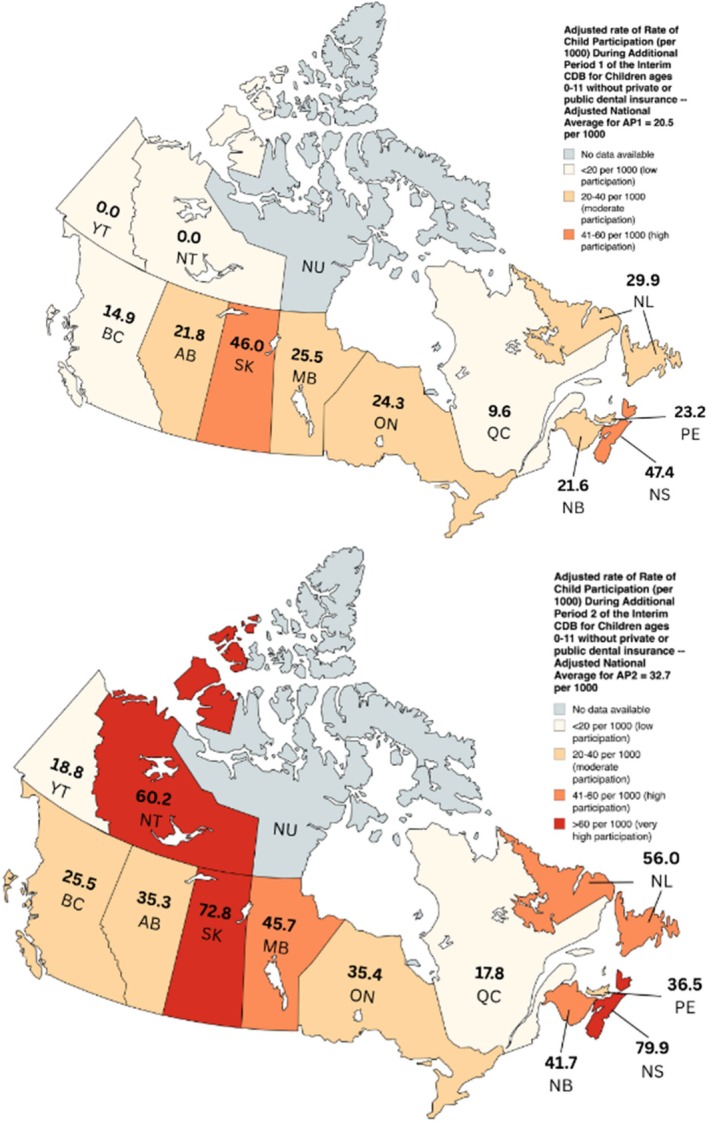 Adjusted rate of Rate of
Child Participation (per
1000) During Additional
Period 1 of the Interim
CDB for Children ages
0-11 without private or
public dental insurance --
Adjusted National
Average for AP1 = 20.5
per 1000
No data available
<20 per 1000 (low
participation)
20-40 per 1000
(moderate
participation)
41-60 per 1000 (high
participation)
0.0
YT
0.0
NT
NU
14.9
BC
21.8
AB
46.0
SK
25.5
MB
24.3
ON
9.6
QC
29.9
NL
23.2
PE
47.4
NS
21.6
NB
Adjusted rate of Rate of
Child Participation (per
1000) During Additional
Period 2 of the Interim
CDB for Children ages
0-11 without private or
public dental insurance --
Adjusted National
Average for AP2 = 32.7
per 1000
No data available
<20 per 1000 (low
participation)
20-40 per 1000
(moderate
participation)
41-60 per 1000 (high
participation)
>60 per 1000 (very
high participation)
18.8
YT
60.2
NT
NU
25.5
BC
35.3
AB
72.8
SK
45.7
MB
35.4
ON
17.8
QC
56.0
NL
36.5
PE
79.9
NS
41.7
NB